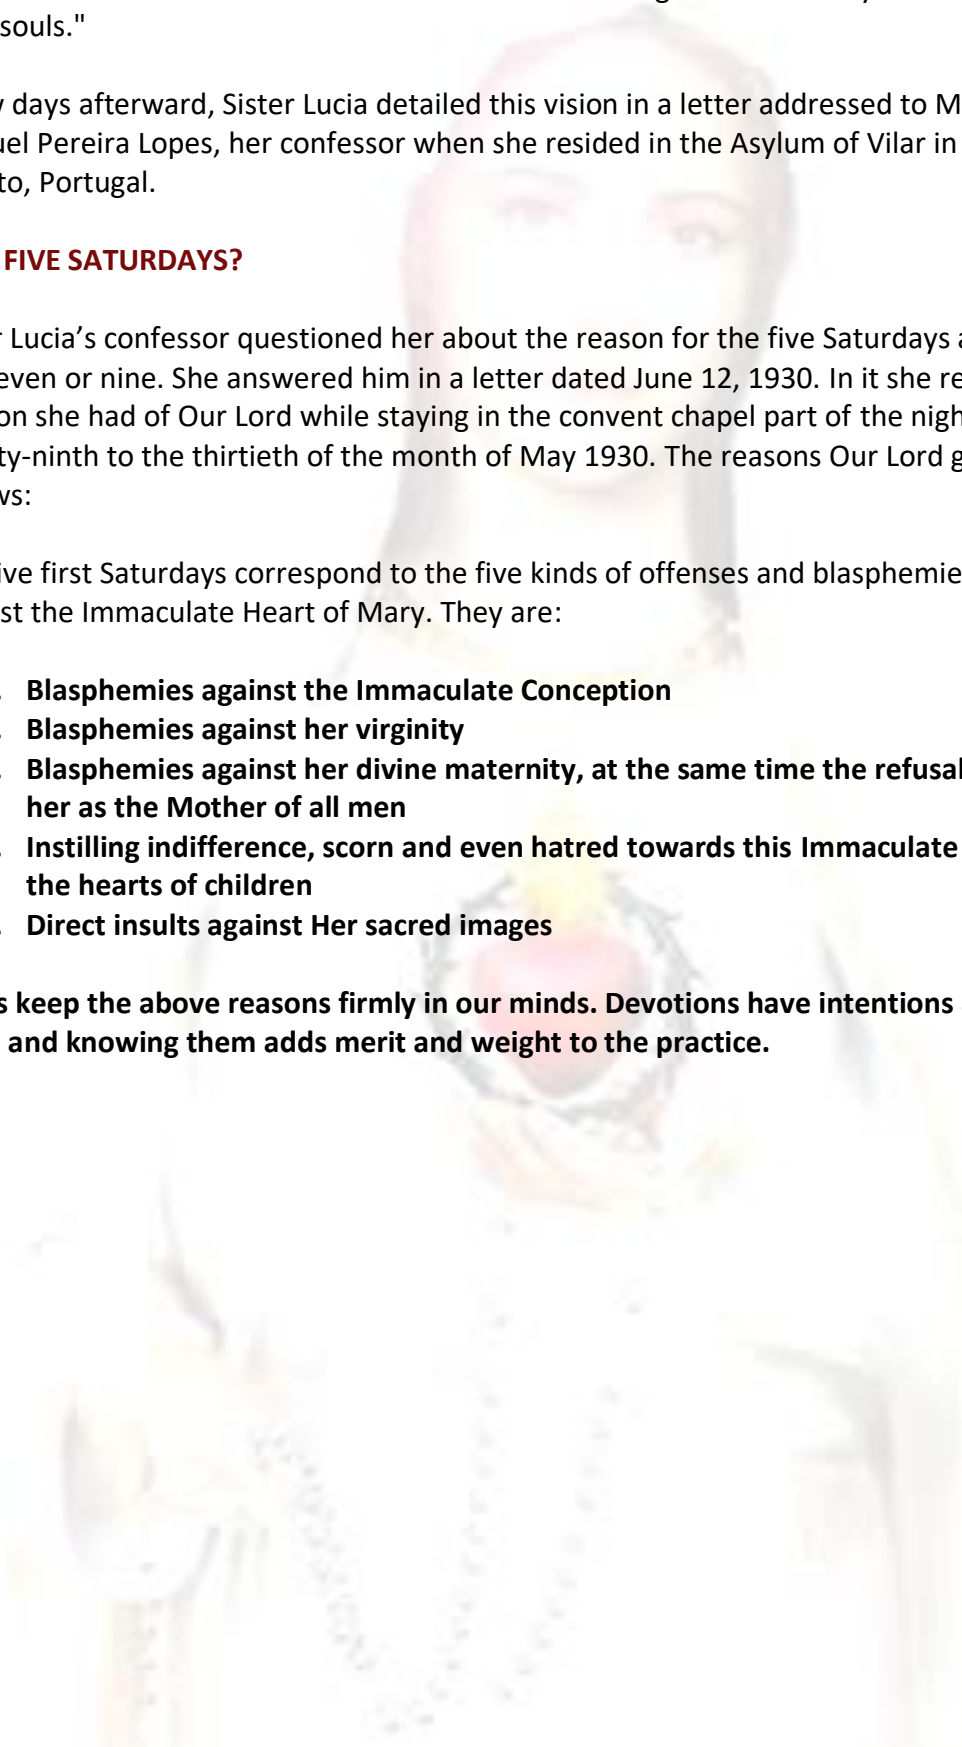 souls."
days afterward, Sister Lucia detailed this vision in a letter addressed to M
uel Pereira Lopes, her confessor when she resided in the Asylum of Vilar in
to, Portugal.
FIVE SATURDAYS?
r Lucia’s confessor questioned her about the reason for the five Saturdays a
even or nine. She answered him in a letter dated June 12, 1930. In it she re
on she had of Our Lord while staying in the convent chapel part of the nigh
ty-ninth to the thirtieth of the month of May 1930. The reasons Our Lord g
ws:
ive first Saturdays correspond to the five kinds of offenses and blasphemie
st the Immaculate Heart of Mary. They are:
. Blasphemies against the Immaculate Conception
. Blasphemies against her virginity
. Blasphemies against her divine maternity, at the same time the refusal
her as the Mother of all men
. Instilling indifference, scorn and even hatred towards this Immaculate
the hearts of children
. Direct insults against Her sacred images
s keep the above reasons firmly in our minds. Devotions have intentions
and knowing them adds merit and weight to the practice.